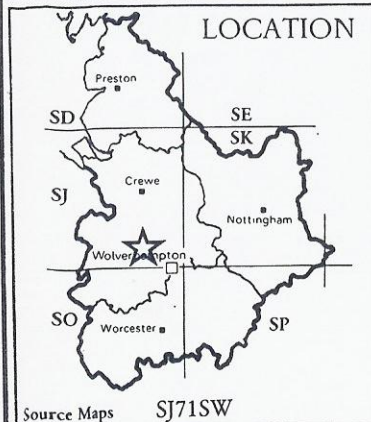 LOCATION
Preston
SD
SE
SK
SJ
Crewe
Nottingham
Wolverhampton
SO
Worcester
SP
Source Maps SJ71SW